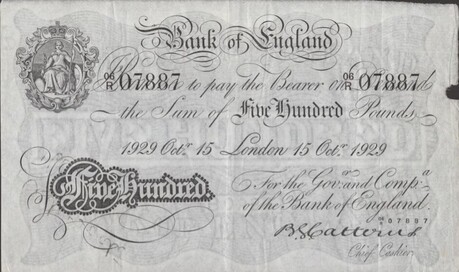 Bank of England
06/R 07887 to pay the Bearer on Demand 06/R 07887
the Sum of Five Hundred Pounds
1929 Octr. 15 London 15 Octr. 1929
For the Govr. and Compa.
Five Hundred of the Bank of England.
07887
B.G. Catterns
Chief Cashier